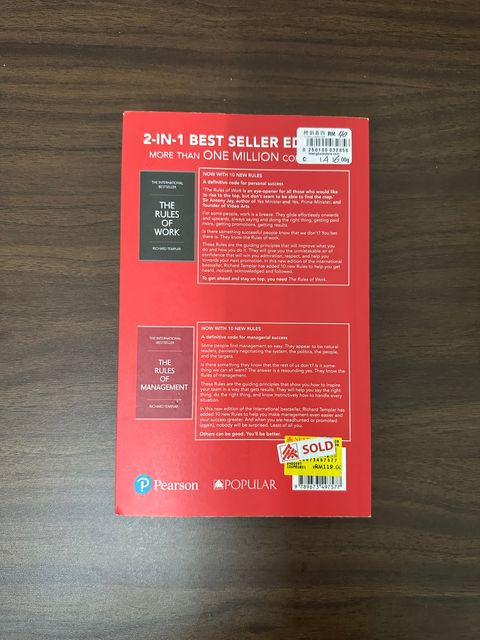 2-IN-1 BEST SELLER ED
MORE THAN ONE MILLION CO
RM 40
0 250100 032856
C
THE INTERNATIONAL
BESTSELLER
THE
RULES OF
WORK
RICHARD TEMPLAR
NOW WITH 10 NEW RULES
A definitive code for personal success
'The Rules of Work is an eye-opener for all those who would like
to rise to the top, but don't seem to be able to find the map.'
Sir Antony Jay, author of Yes Minister and Yes, Prime Minister, and
founder of Video Arts
For some people, work is a breeze. They glide effortlessly onwards
and upwards, always saying and doing the right thing, getting paid
more, getting promotions, getting results.
Is there something successful people know that we don't? You bet
there is. They know the Rules of work.
These Rules are the guiding principles that will improve what you
do and how you do it. They'll give you the unmistakable air of
confidence that will win you admiration, respect, and help you
towards your next promotion. In this new edition of the international
bestseller, Richard Templar has added 10 new Rules to help you get
heard, noticed, acknowledged and followed.
To get ahead and stay on top, you need The Rules of Work.
THE INTERNATIONAL
BESTSELLER
THE
RULES OF
MANAGEMENT
RICHARD TEMPLAR
NOW WITH 10 NEW RULES
A definitive code for managerial success
Some people find management so easy. They appear to be natural
leaders, painlessly negotiating the system, the politics, the people,
and the targets.
Is there something they know that the rest of us don't? Is it some-
thing we can all learn? The answer is a resounding yes. They know the
Rules of management.
These Rules are the guiding principles that show you how to inspire
your team in a way that gets results. They will help you say the right
thing, do the right thing, and know instinctively how to handle every
situation.
In this new edition of the international bestseller, Richard Templar has
added 10 new Rules to help you make management even easier and
your success greater. And when you are headhunted or promoted
(again), nobody will be surprised. Least of all you.
Others can be good. You'll be better.
SOLD
RM119.00
9 789673 497577
P Pearson
POPULAR